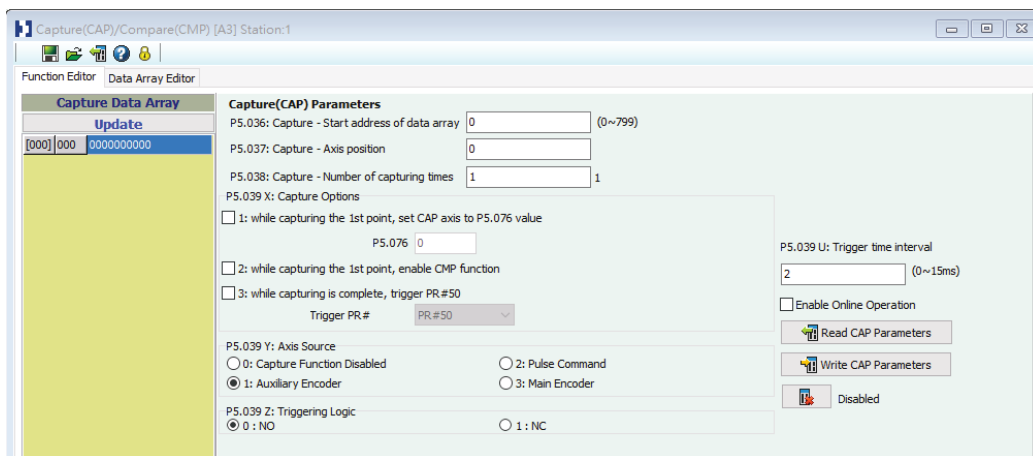 Capture(CAP)/Compare(CMP) [A3] Station:1
Function Editor Data Array Editor
Capture Data Array
Update
[000] 000 0000000000
Capture(CAP) Parameters
P5.036: Capture - Start address of data array 0 (0~799)
P5.037: Capture - Axis position 0
P5.038: Capture - Number of capturing times 1 1
P5.039 X: Capture Options
1: while capturing the 1st point, set CAP axis to P5.076 value
P5.076 0
2: while capturing the 1st point, enable CMP function
3: while capturing is complete, trigger PR#50
Trigger PR# PR#50
P5.039 Y: Axis Source
0: Capture Function Disabled 2: Pulse Command
1: Auxiliary Encoder 3: Main Encoder
P5.039 Z: Triggering Logic
0 : NO 1 : NC
P5.039 U: Trigger time interval
2 (0~15ms)
Enable Online Operation
Read CAP Parameters
Write CAP Parameters
Disabled